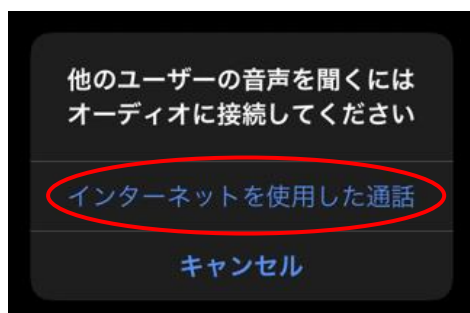 他のユーザーの音声を聞くには
オーディオに接続してください
インターネットを使用した通話
キャンセル